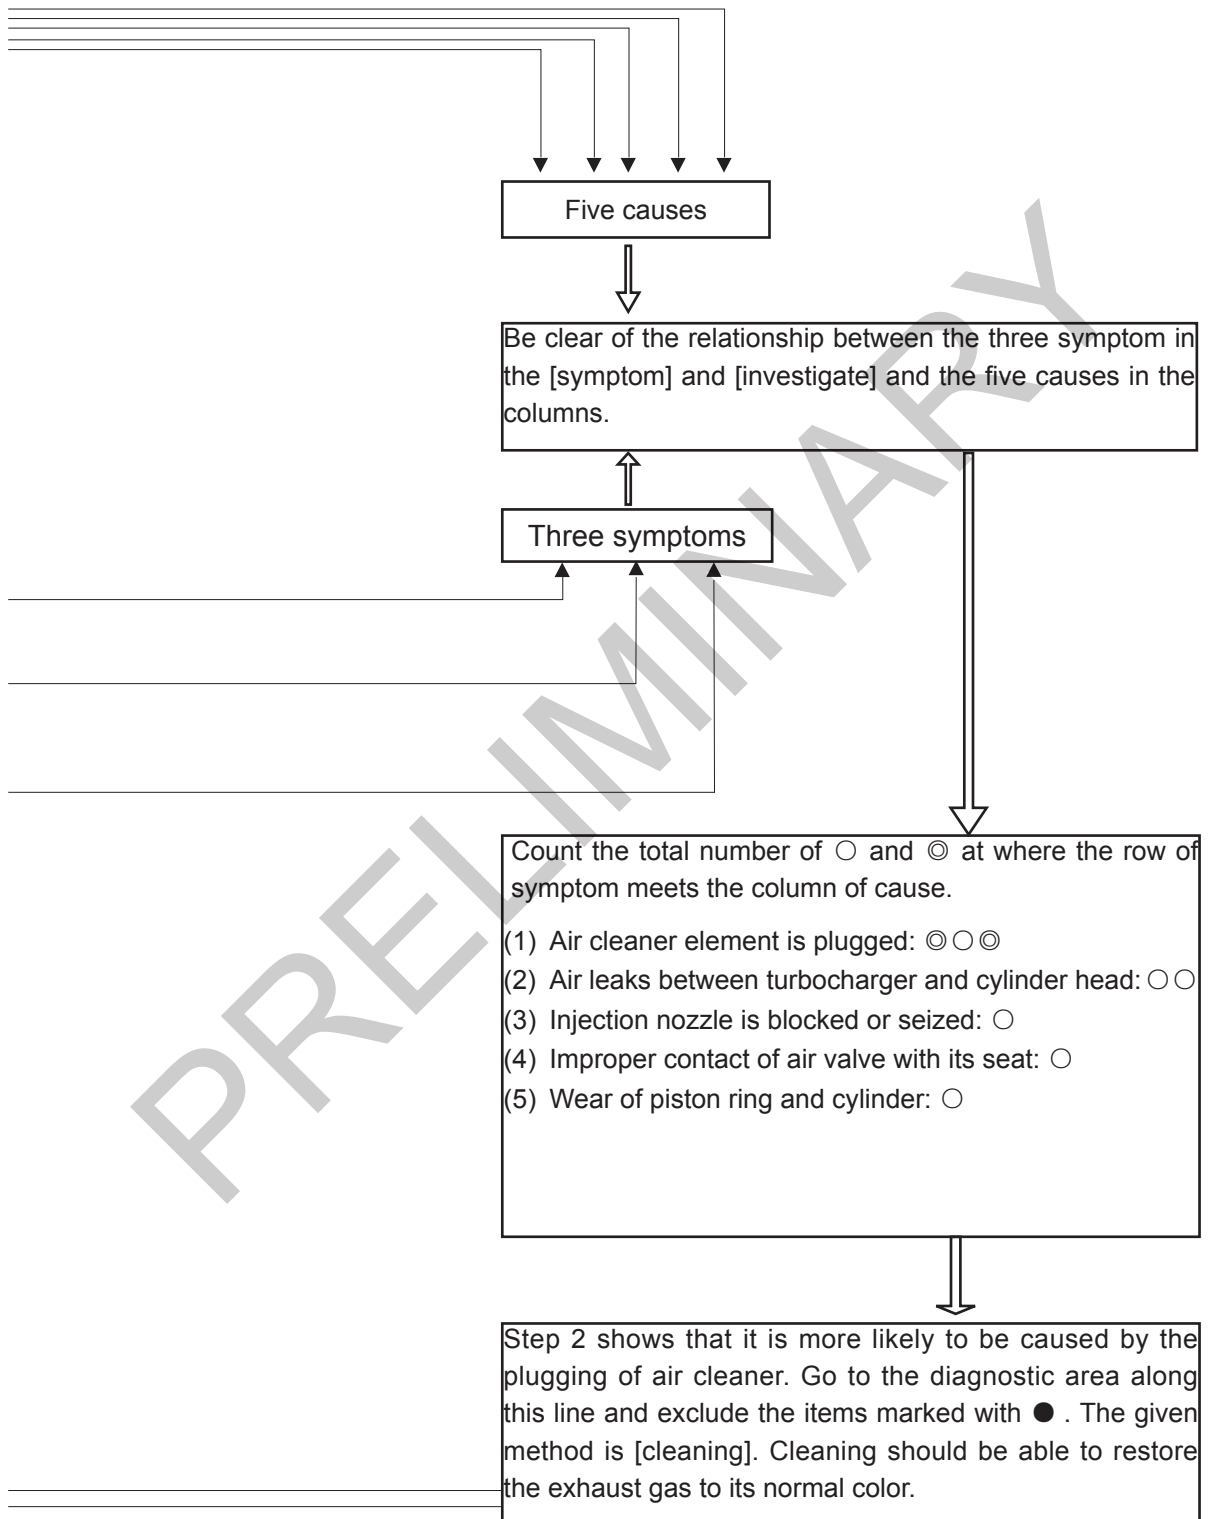 Five causes
Be clear of the relationship between the three symptom in
the [symptom] and [investigate] and the five causes in the
columns.
Three symptoms
Count the total number of ○ and ◎ at where the row of
symptom meets the column of cause.
(1) Air cleaner element is plugged: ◎○◎
(2) Air leaks between turbocharger and cylinder head: ○○
(3) Injection nozzle is blocked or seized: ○
(4) Improper contact of air valve with its seat: ○
(5) Wear of piston ring and cylinder: ○
Step 2 shows that it is more likely to be caused by the
plugging of air cleaner. Go to the diagnostic area along
this line and exclude the items marked with ● . The given
method is [cleaning]. Cleaning should be able to restore
the exhaust gas to its normal color.
PRELIMINARY